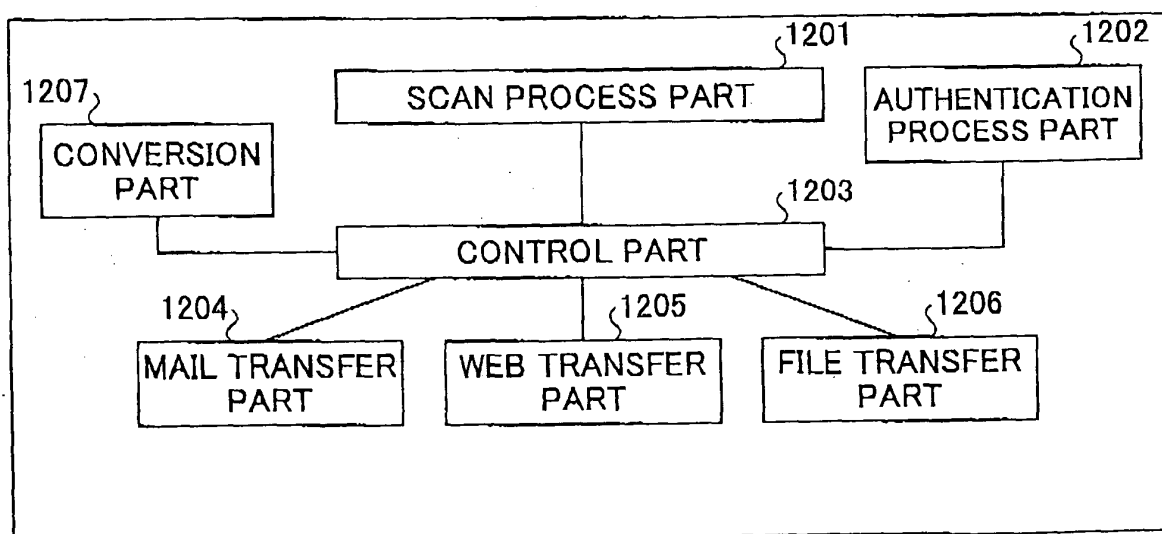 1201
SCAN PROCESS PART
1202
AUTHENTICATION
PROCESS PART
1207
CONVERSION
PART
1203
CONTROL PART
1204
MAIL TRANSFER
PART
1205
WEB TRANSFER
PART
1206
FILE TRANSFER
PART